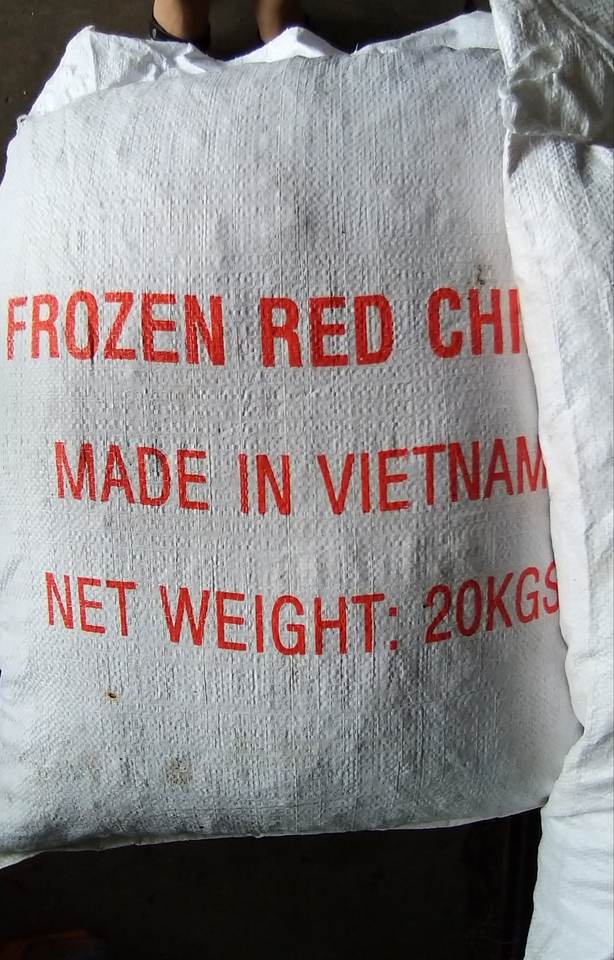 FROZEN RED CHI
MADE IN VIETNAM
NET WEIGHT: 20KGS